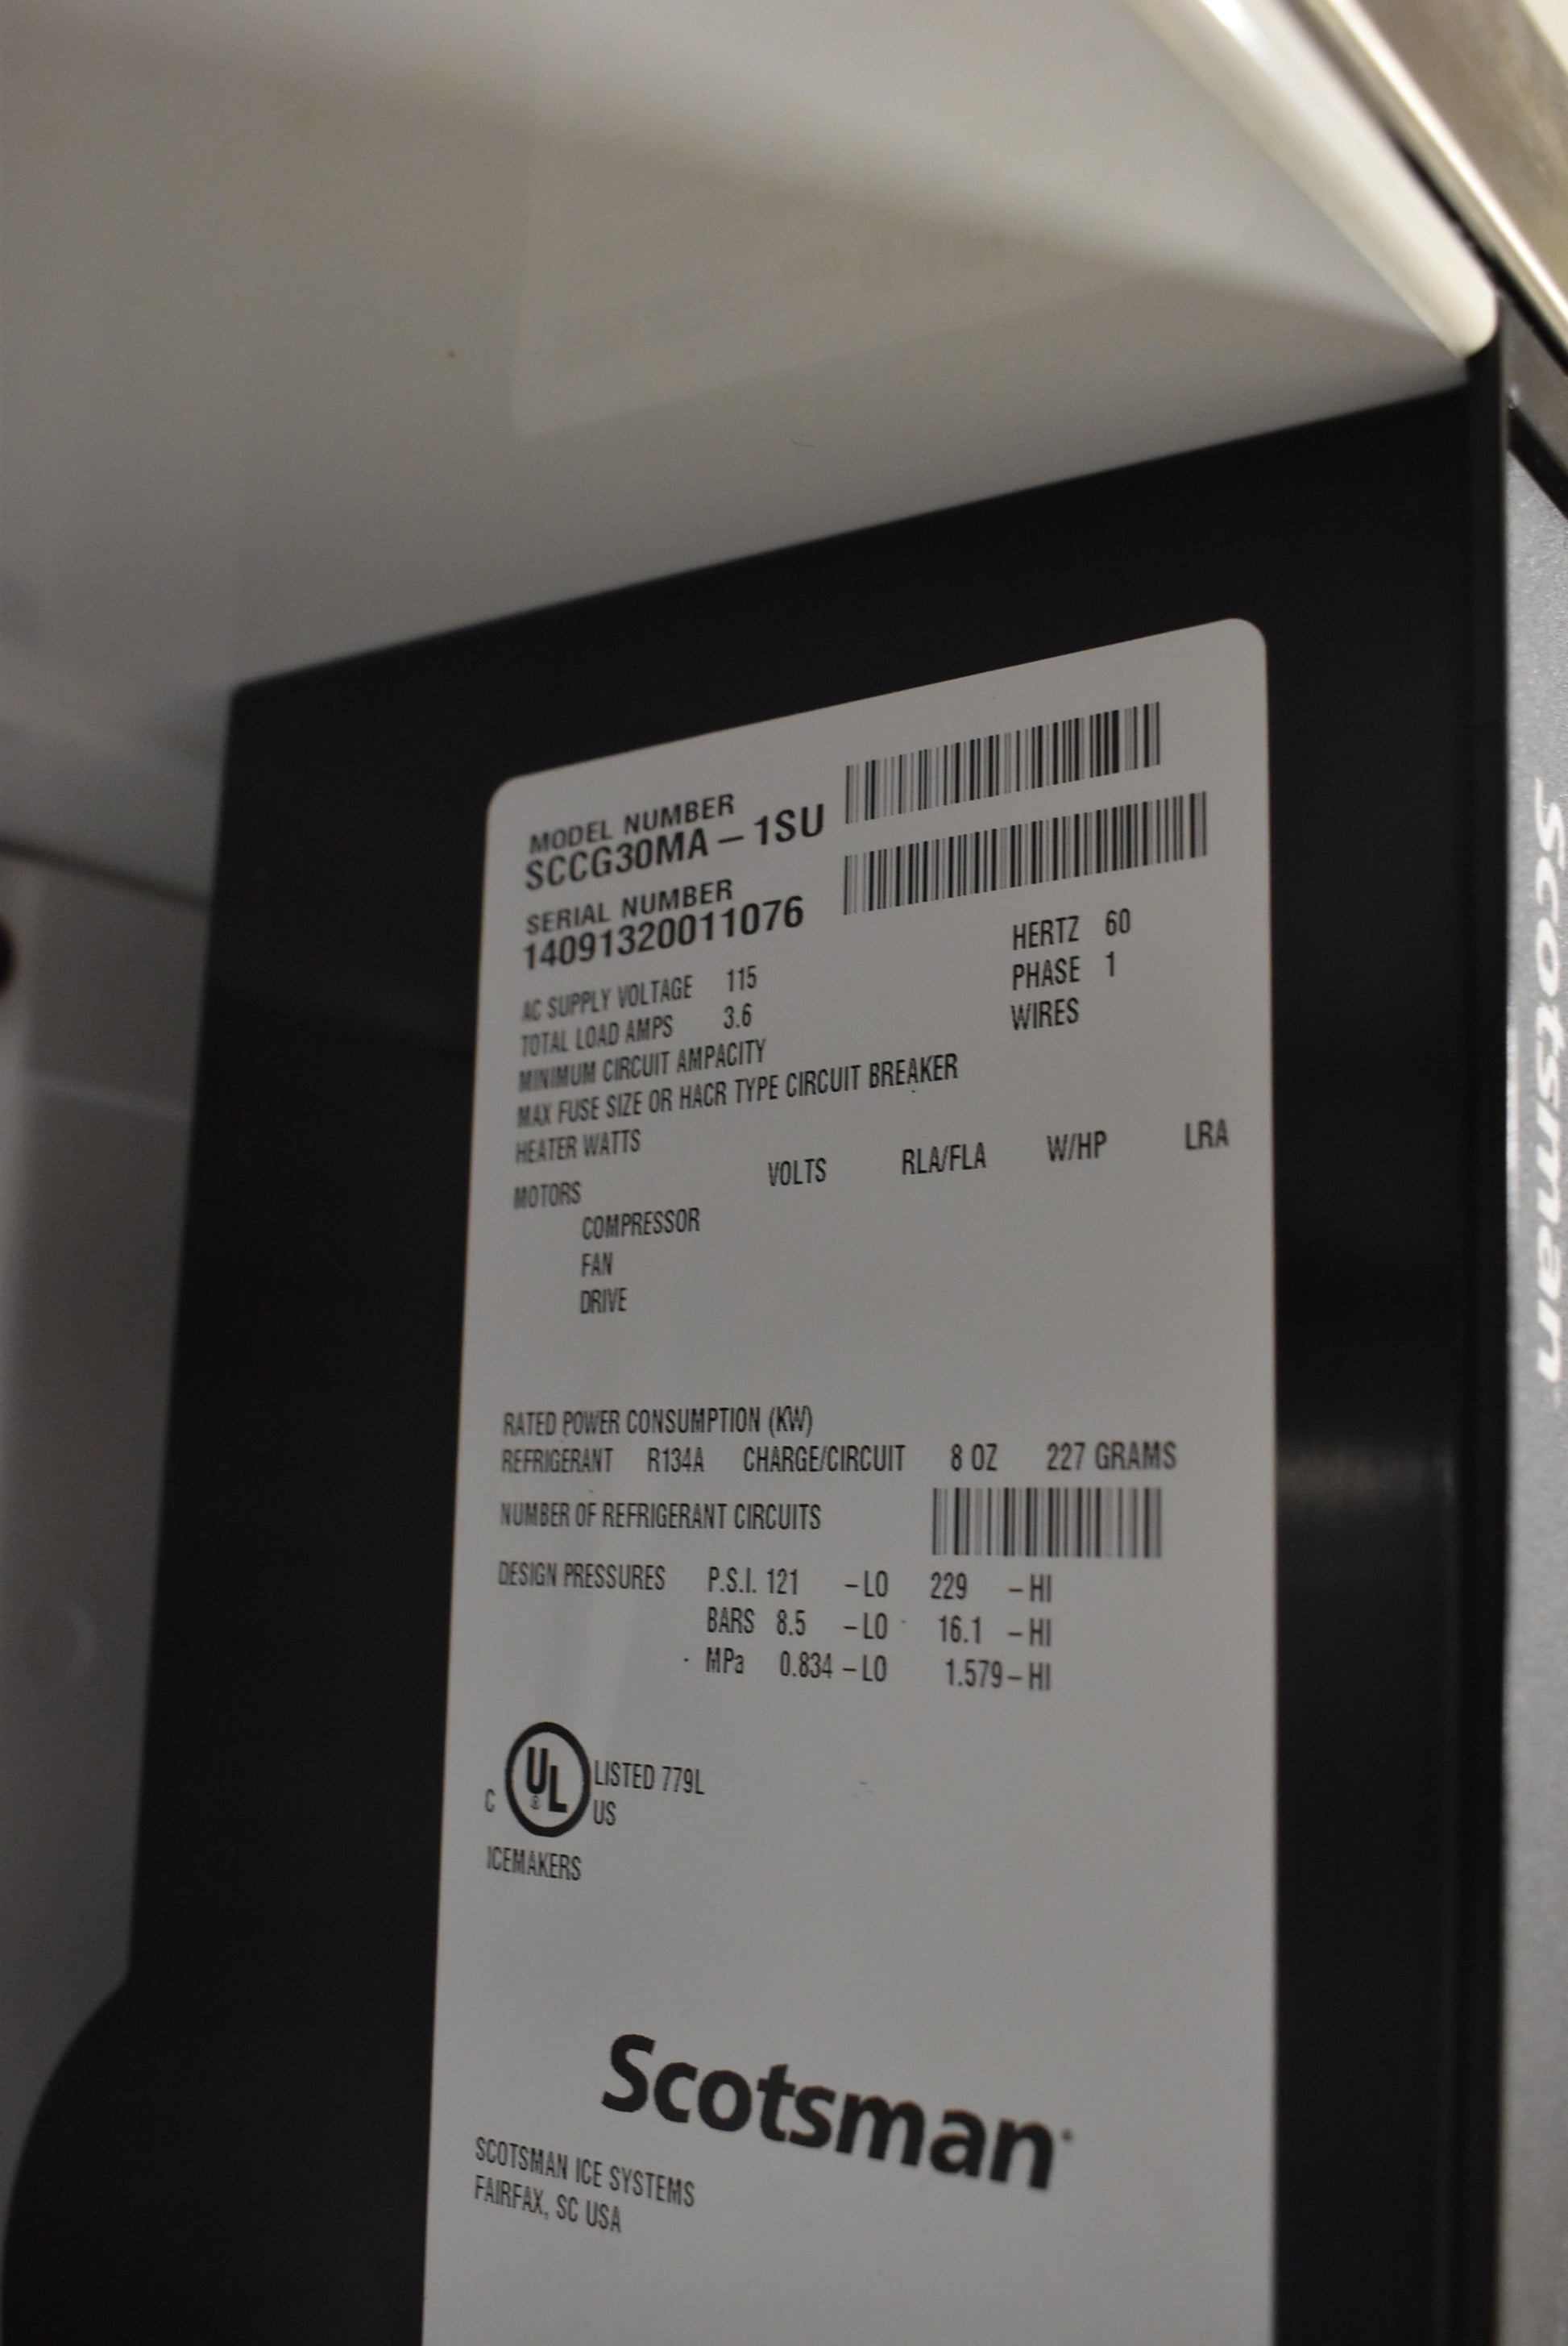 MODEL NUMBER
SCCG30MA – 1SU
SERIAL NUMBER
14091320011076
AC SUPPLY VOLTAGE 115 HERTZ 60
TOTAL LOAD AMPS 3.6 PHASE 1
MINIMUM CIRCUIT AMPACITY WIRES
MAX FUSE SIZE OR HACR TYPE CIRCUIT BREAKER
HEATER WATTS
MOTORS VOLTS RLA/FLA W/HP LRA
COMPRESSOR
FAN
DRIVE
RATED POWER CONSUMPTION (KW)
REFRIGERANT R134A CHARGE/CIRCUIT 8 OZ 227 GRAMS
NUMBER OF REFRIGERANT CIRCUITS
DESIGN PRESSURES P.S.I. 121 – LO 229 – HI
BARS 8.5 – LO 16.1 – HI
MPa 0.834 – LO 1.579 – HI
C UL® LISTED 779L
US
ICEMAKERS
Scotsman®
SCOTSMAN ICE SYSTEMS
FAIRFAX, SC USA
Scotsman